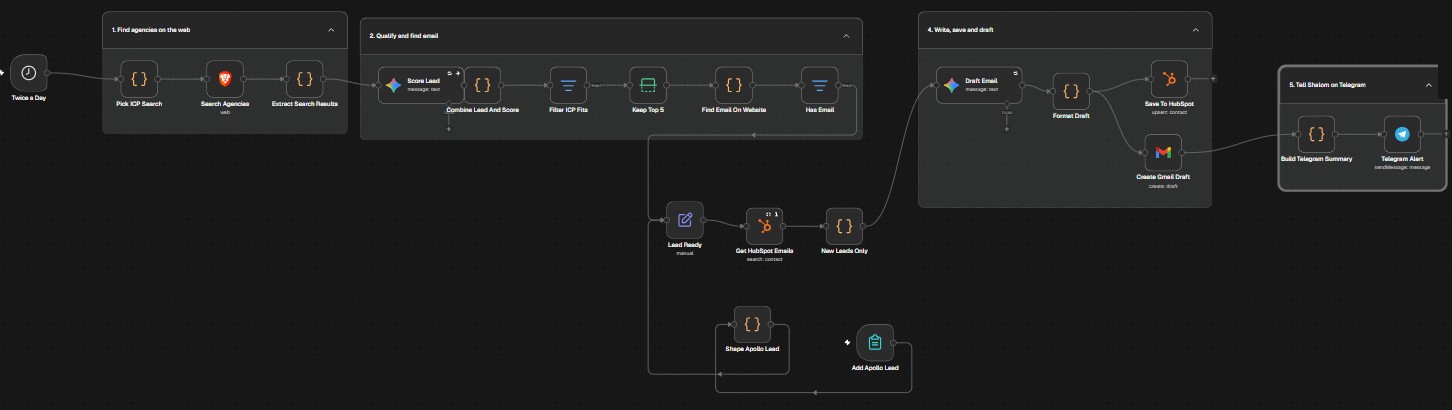 1. Find agencies on the web
2. Qualify and find email
4. Write, save and draft
5. Tell Shalom on Telegram
Twice a Day
Pick ICP Search
Search Agencies
web
Extract Search Results
Score Lead
message: text
Combine Lead And Score
Filter ICP Fits
Keep Top 5
Find Email On Website
Has Email
Draft Email
message: text
Format Draft
Save To HubSpot
upsert: contact
Create Gmail Draft
create: draft
Build Telegram Summary
Telegram Alert
sendMessage: message
Lead Ready
manual
1
Get HubSpot Emails
search: contact
New Leads Only
Shape Apollo Lead
Add Apollo Lead